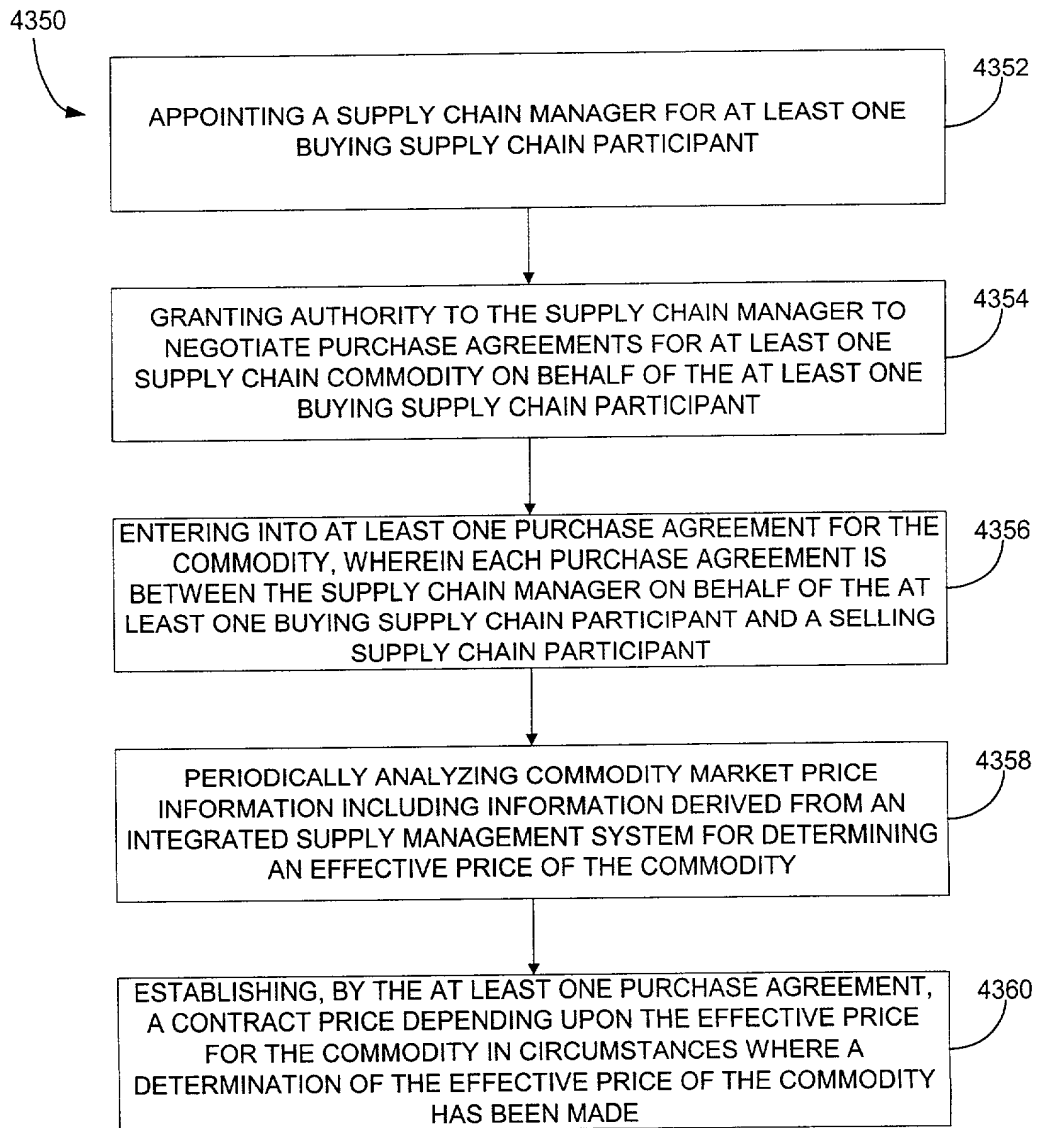 4350
4352
APPOINTING A SUPPLY CHAIN MANAGER FOR AT LEAST ONE
BUYING SUPPLY CHAIN PARTICIPANT
4354
GRANTING AUTHORITY TO THE SUPPLY CHAIN MANAGER TO
NEGOTIATE PURCHASE AGREEMENTS FOR AT LEAST ONE
SUPPLY CHAIN COMMODITY ON BEHALF OF THE AT LEAST ONE
BUYING SUPPLY CHAIN PARTICIPANT
4356
ENTERING INTO AT LEAST ONE PURCHASE AGREEMENT FOR THE
COMMODITY, WHEREIN EACH PURCHASE AGREEMENT IS
BETWEEN THE SUPPLY CHAIN MANAGER ON BEHALF OF THE AT
LEAST ONE BUYING SUPPLY CHAIN PARTICIPANT AND A SELLING
SUPPLY CHAIN PARTICIPANT
4358
PERIODICALLY ANALYZING COMMODITY MARKET PRICE
INFORMATION INCLUDING INFORMATION DERIVED FROM AN
INTEGRATED SUPPLY MANAGEMENT SYSTEM FOR DETERMINING
AN EFFECTIVE PRICE OF THE COMMODITY
4360
ESTABLISHING, BY THE AT LEAST ONE PURCHASE AGREEMENT,
A CONTRACT PRICE DEPENDING UPON THE EFFECTIVE PRICE
FOR THE COMMODITY IN CIRCUMSTANCES WHERE A
DETERMINATION OF THE EFFECTIVE PRICE OF THE COMMODITY
HAS BEEN MADE